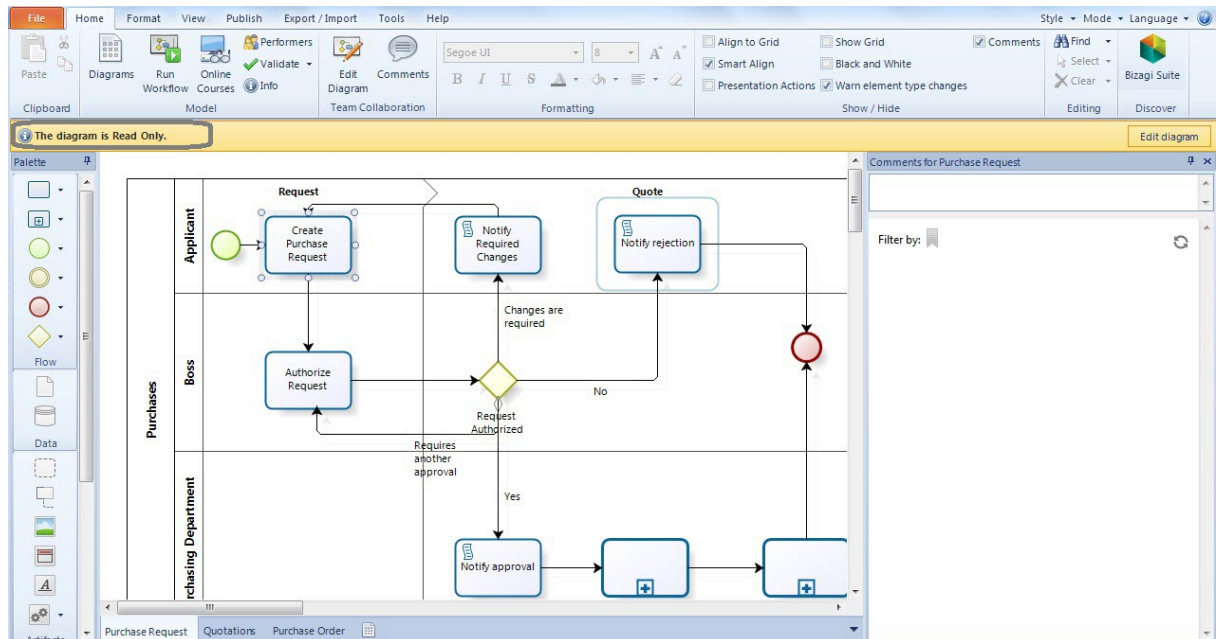 File Home Format View Publish Export / Import Tools Help Style Mode Language
Paste
Clipboard
Diagrams
Run Workflow
Online Courses
Performers
Validate
Info
Model
Edit Diagram
Comments
Team Collaboration
Segoe UI 8 A A
B I U S A
Formatting
Align to Grid Show Grid Comments
Smart Align Black and White
Presentation Actions Warn element type changes
Show / Hide
Find
Select
Clear
Editing
Bizagi Suite
Discover
The diagram is Read Only. Edit diagram
Palette
Flow
Data
A
Comments for Purchase Request
Filter by:
Request Quote
Purchases
Applicant
Create
Purchase
Request
Notify
Required
Changes
Notify rejection
Changes are
required
Boss
Authorize
Request
Request
Authorized
No
Requires
another
approval
Yes
rchasing Department
Notify approval
Purchase Request Quotations Purchase Order